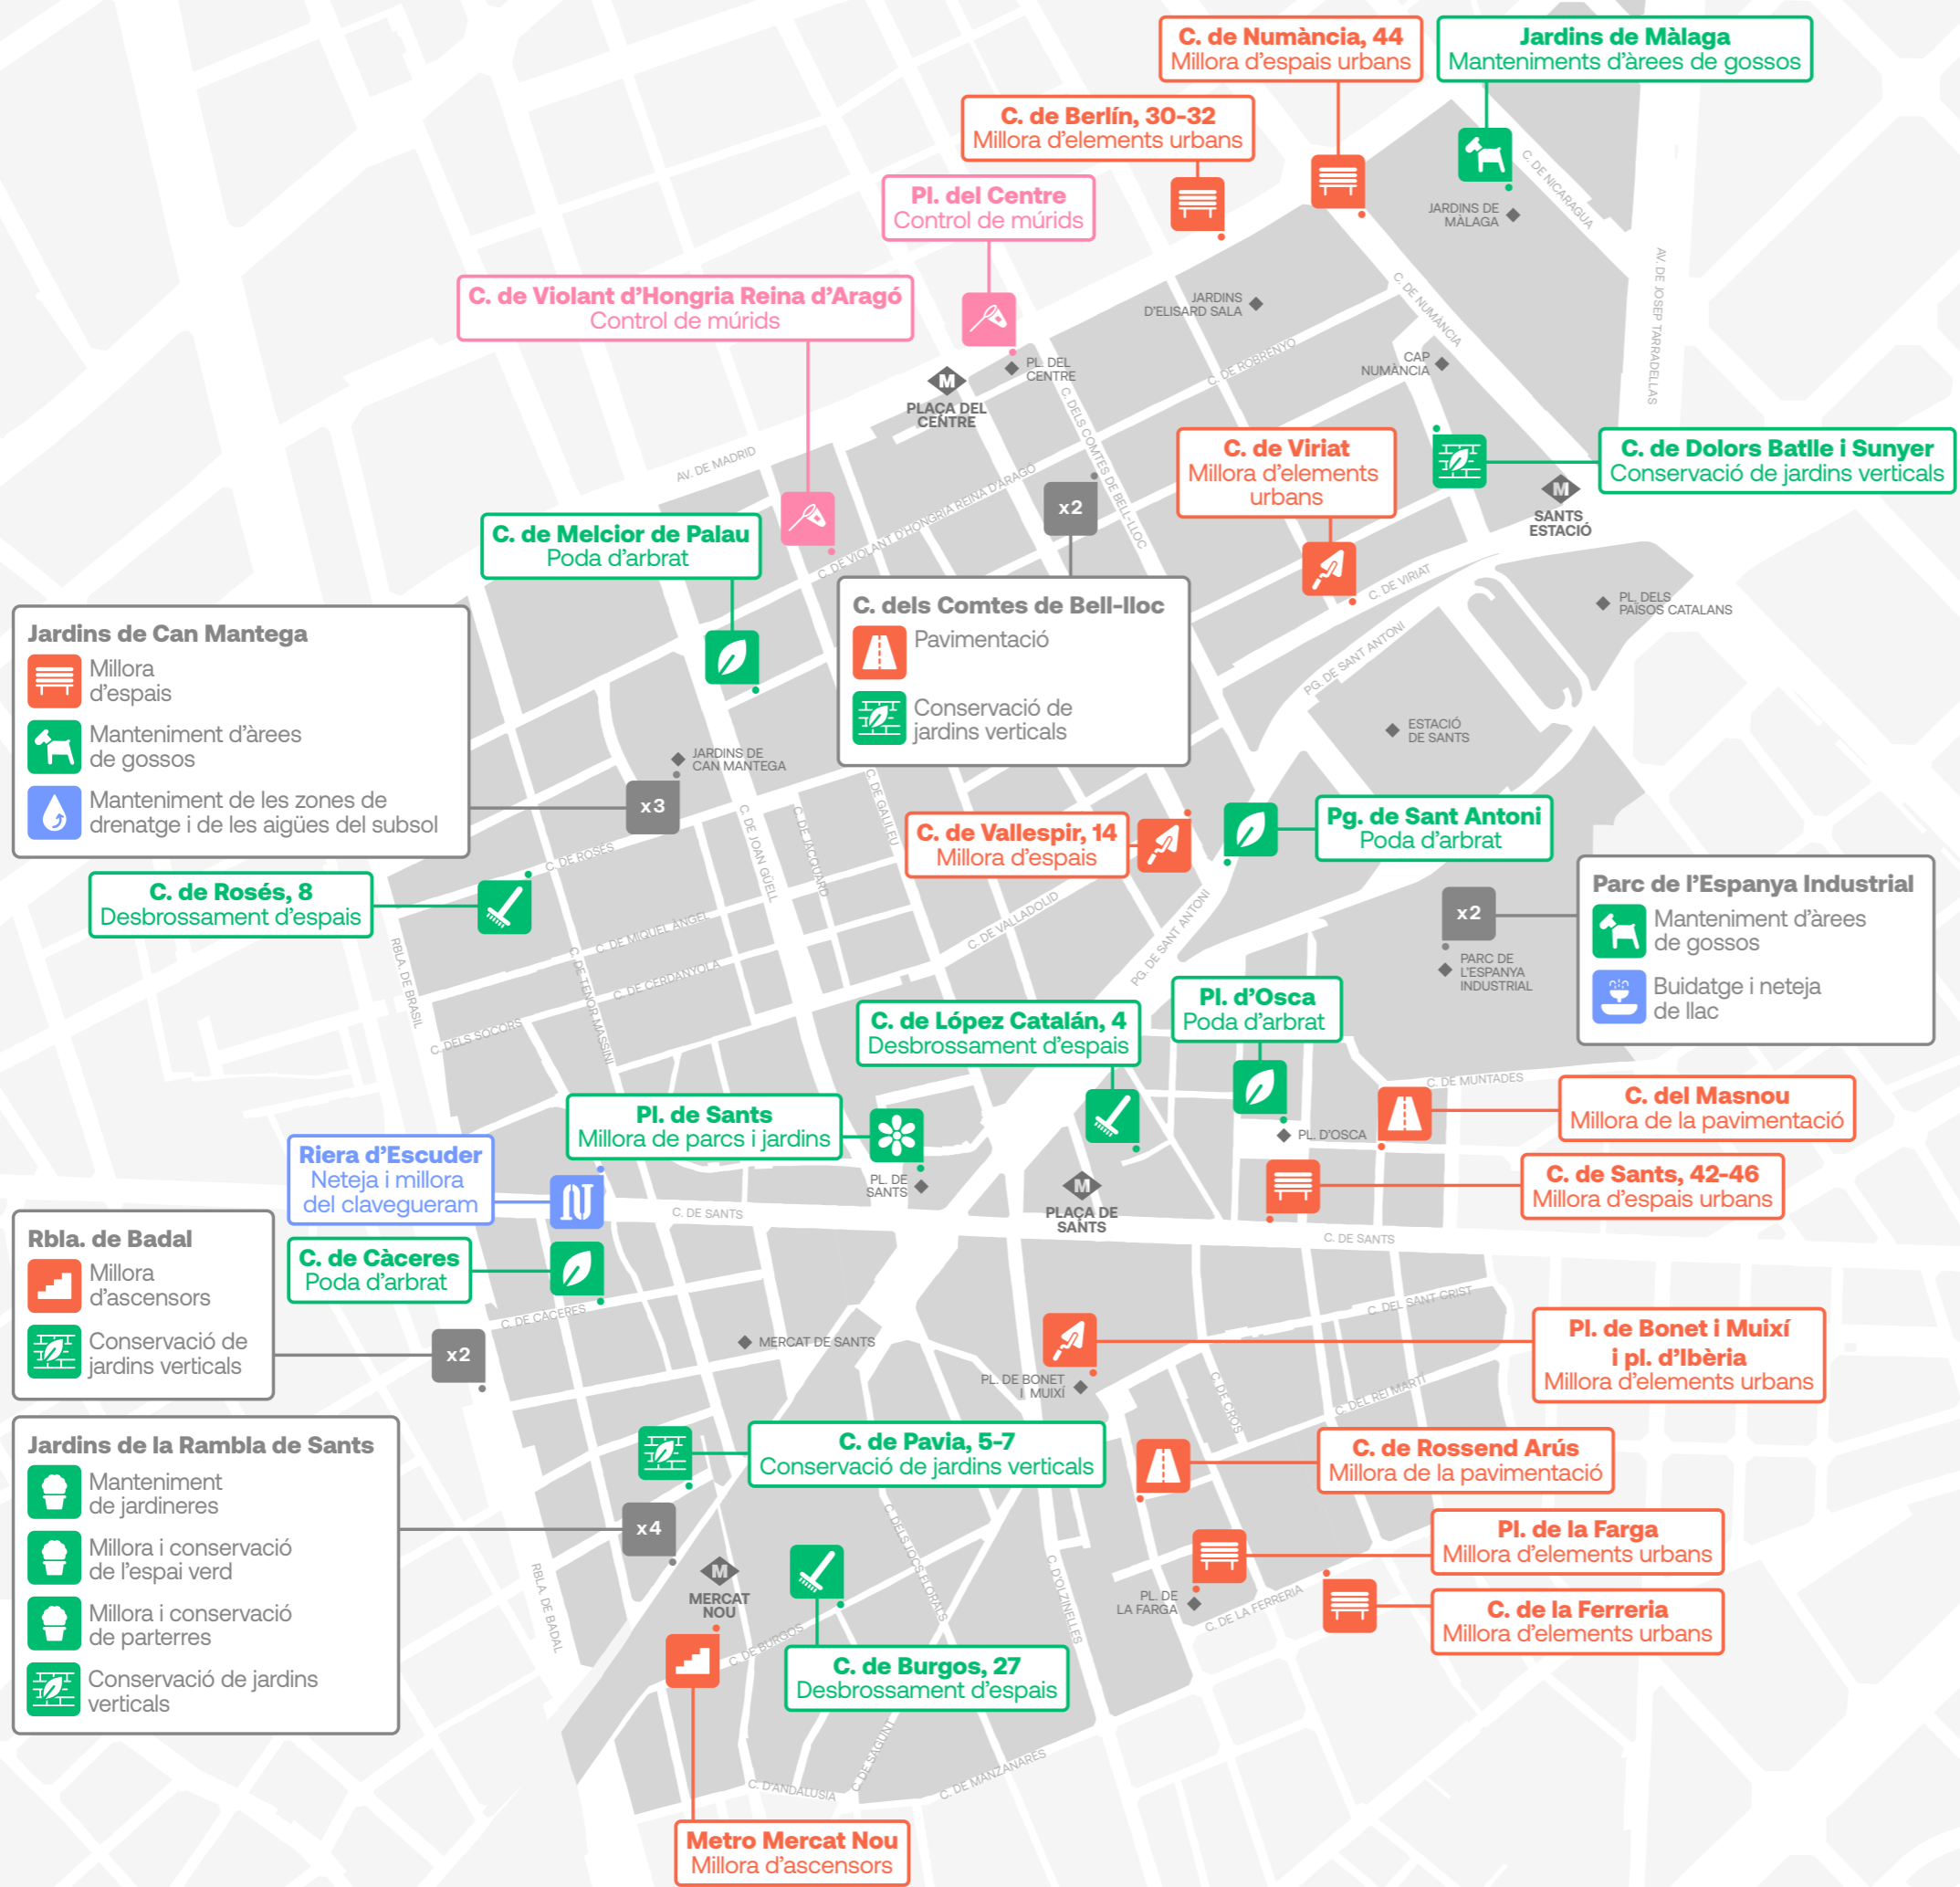 C. de Numància, 44
Millora d'espais urbans
Jardins de Màlaga
Manteniments d'àrees de gossos
C. de Berlín, 30-32
Millora d'elements urbans
Pl. del Centre
Control de múrids
C. de Violant d'Hongria Reina d'Aragó
Control de múrids
C. DE NICARAGUA
JARDINS DE
MÀLAGA
AV. DE JOSEP TARRADELLAS
JARDINS
D'ELISARD SALA
C. DE NUMÀNCIA
C. DE ROBRENYO
CAP
NUMÀNCIA
PL. DEL
CENTRE
M
PLAÇA DEL
CENTRE
C. DELS COMTES DE BELL-LLOC
AV. DE MADRID
C. de Viriat
Millora d'elements
urbans
C. de Dolors Batlle i Sunyer
Conservació de jardins verticals
M
SANTS
ESTACIÓ
x2
C. DE VIOLANT D'HONGRIA REINA D'ARAGÓ
C. de Melcior de Palau
Poda d'arbrat
C. DE VIRIAT
PL. DELS
PAÏSOS CATALANS
C. dels Comtes de Bell-lloc
Pavimentació
Conservació de
jardins verticals
Jardins de Can Mantega
Millora
d'espais
Manteniment d'àrees
de gossos
Manteniment de les zones de
drenatge i de les aigües del subsol
PG. DE SANT ANTONI
ESTACIÓ
DE SANTS
JARDINS DE
CAN MANTEGA
x3
C. DE JOAN GÜELL
C. DE JACQUARD
C. DE GALILEU
C. de Vallespir, 14
Millora d'espais
Pg. de Sant Antoni
Poda d'arbrat
C. DE ROSÉS
C. de Rosés, 8
Desbrossament d'espais
Parc de l'Espanya Industrial
Manteniment d'àrees
de gossos
Buidatge i neteja
de llac
x2
PARC DE
L'ESPANYA
INDUSTRIAL
C. DE MIQUEL ÀNGEL
C. DE VALLADOLID
PG. DE SANT ANTONI
RBLA. DE BRASIL
C. DE TENOR MASSINI
C. DE CERDANYOLA
C. DELS SOCORS
Pl. d'Osca
Poda d'arbrat
C. de López Catalán, 4
Desbrossament d'espais
C. DE MUNTADES
C. del Masnou
Millora de la pavimentació
Pl. de Sants
Millora de parcs i jardins
PL. D'OSCA
Riera d'Escuder
Neteja i millora
del clavegueram
PL. DE
SANTS
M
PLAÇA DE
SANTS
C. de Sants, 42-46
Millora d'espais urbans
C. DE SANTS
C. DE SANTS
Rbla. de Badal
Millora
d'ascensors
Conservació de
jardins verticals
C. de Càceres
Poda d'arbrat
C. DE CÀCERES
x2
MERCAT DE SANTS
C. DEL SANT CRIST
Pl. de Bonet i Muixí
i pl. d'Ibèria
Millora d'elements urbans
PL. DE BONET
I MUIXÍ
C. DE CROS
C. DEL REI MARTÍ
Jardins de la Rambla de Sants
Manteniment
de jardineres
Millora i conservació
de l'espai verd
Millora i conservació
de parterres
Conservació de jardins
verticals
C. de Pavia, 5-7
Conservació de jardins verticals
C. de Rossend Arús
Millora de la pavimentació
x4
C. DELS JOCS FLORALS
C. D'OLZINELLES
Pl. de la Farga
Millora d'elements urbans
M
MERCAT
NOU
RBLA. DE BADAL
PL. DE
LA FARGA
C. DE LA FERRERIA
C. de la Ferreria
Millora d'elements urbans
C. DE BURGOS
C. de Burgos, 27
Desbrossament d'espais
C. DE SAGUNT
C. D'ANDALUSIA
C. DE MANZANARES
Metro Mercat Nou
Millora d'ascensors